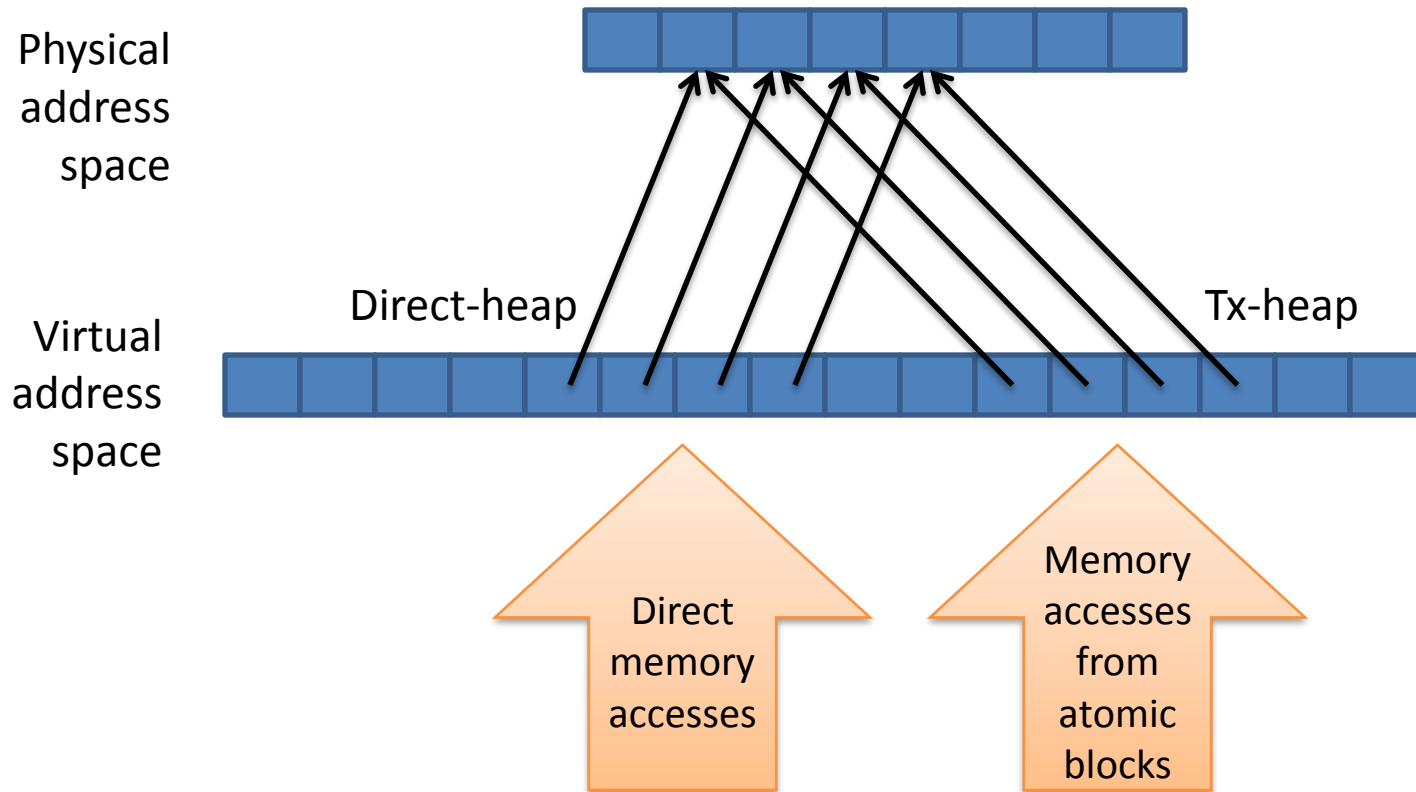 Physical
address
space
Direct-heap
Tx-heap
Virtual
address
space
Direct
memory
accesses
Memory
accesses
from
atomic
blocks